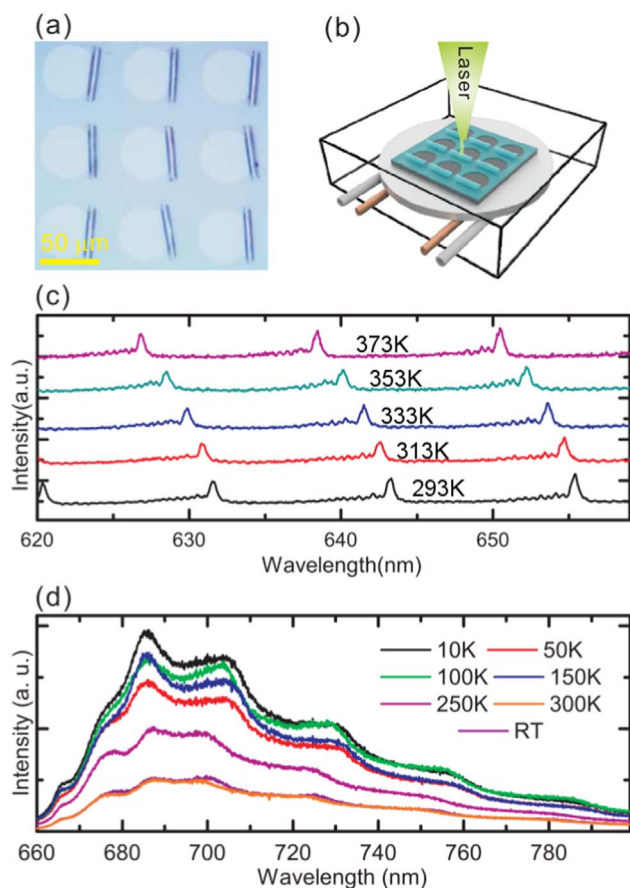 (a)
(b)
50 μm
Laser
(c)
Intensity(a.u.)
373K
353K
333K
313K
293K
620 630 640 650
Wavelength(nm)
(d)
Intensity (a. u.)
10K 50K
100K 150K
250K 300K
RT
660 680 700 720 740 760 780
Wavelength (nm)